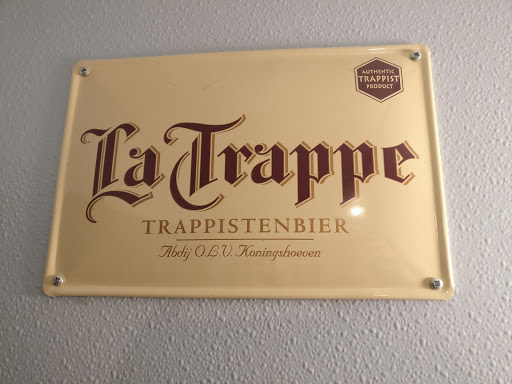 AUTHENTIC
TRAPPIST
PRODUCT
La Trappe
TRAPPISTENBIER
Abdij O.L.V. Koningshoeven